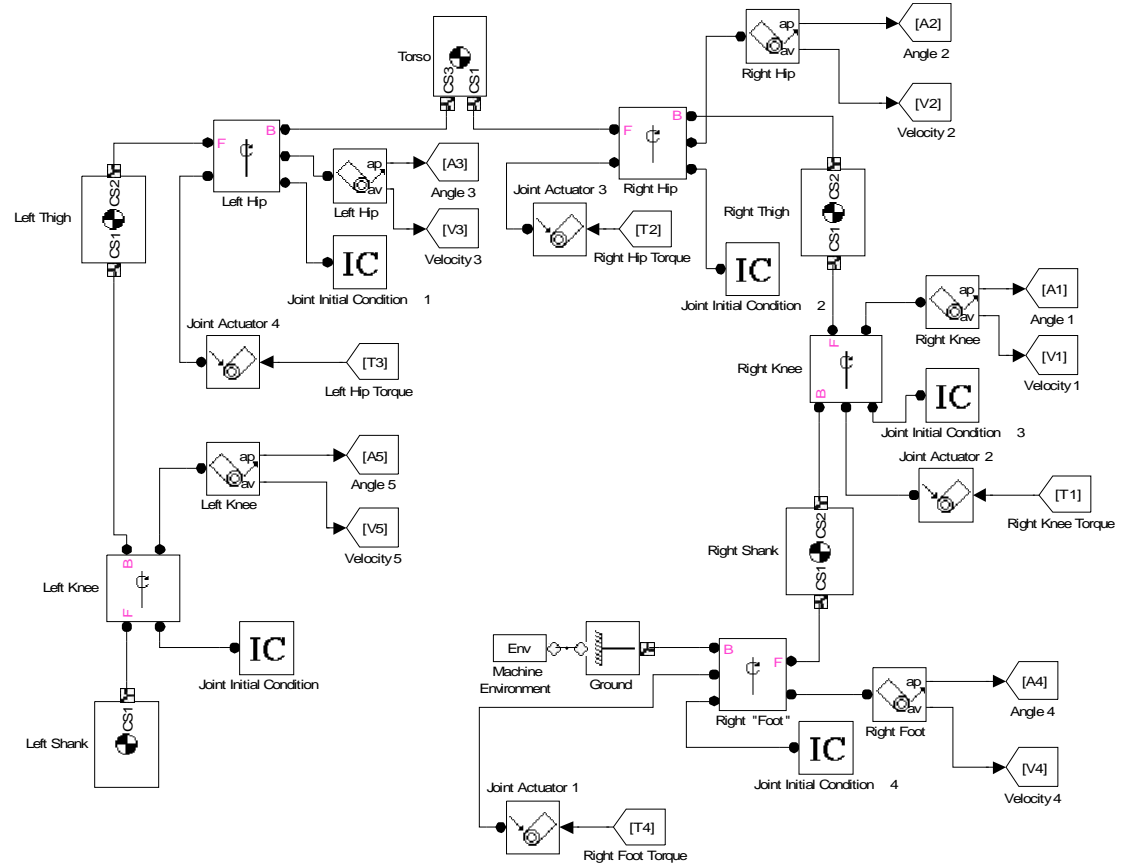 Torso
CS3
CS1
ap
av
Right Hip
[A2]
Angle 2
[V2]
Velocity 2
F
B
Left Hip
ap
av
Left Hip
[A3]
Angle 3
[V3]
Velocity 3
IC
Joint Initial Condition 1
Left Thigh
CS2
CS1
Joint Actuator 4
[T3]
Left Hip Torque
F
B
Right Hip
Joint Actuator 3
[T2]
Right Hip Torque
IC
Joint Initial Condition 2
Right Thigh
CS2
CS1
ap
av
Right Knee
[A1]
Angle 1
[V1]
Velocity 1
Right Knee
F
B
IC
Joint Initial Condition 3
Joint Actuator 2
[T1]
Right Knee Torque
ap
av
Left Knee
[A5]
Angle 5
[V5]
Velocity 5
Left Knee
B
F
IC
Joint Initial Condition
Left Shank
CS1
Right Shank
CS2
CS1
Env
Machine
Environment
Ground
B
F
Right "Foot"
ap
av
Right Foot
[A4]
Angle 4
[V4]
Velocity 4
IC
Joint Initial Condition 4
Joint Actuator 1
[T4]
Right Foot Torque